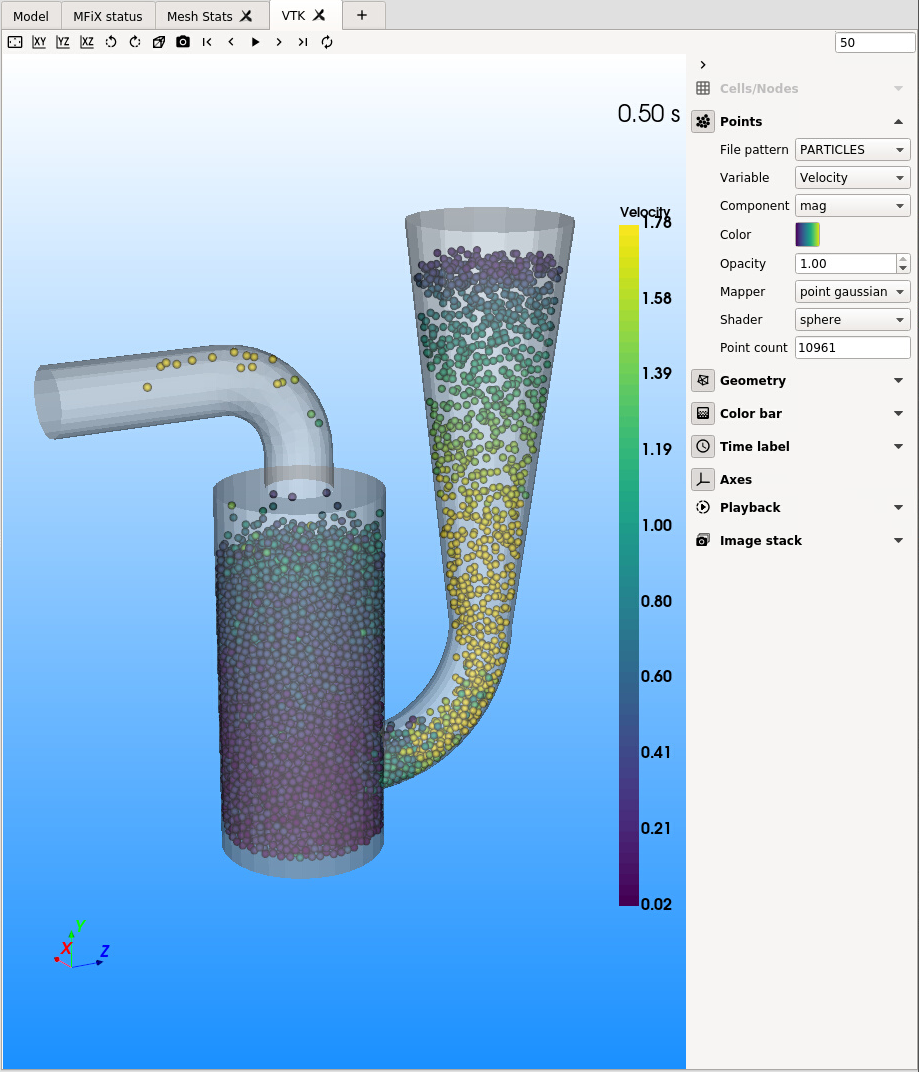 Model MFiX status Mesh Stats VTK +
XY YZ XZ 50
Cells/Nodes
0.50 s
Points
File pattern PARTICLES
Variable Velocity
Component mag
Color
Opacity 1.00
Mapper point gaussian
Shader sphere
Point count 10961
Geometry
Color bar
Time label
Axes
Playback
Image stack
Velocity
1.78
1.58
1.39
1.19
1.00
0.80
0.60
0.41
0.21
0.02
Y
X Z